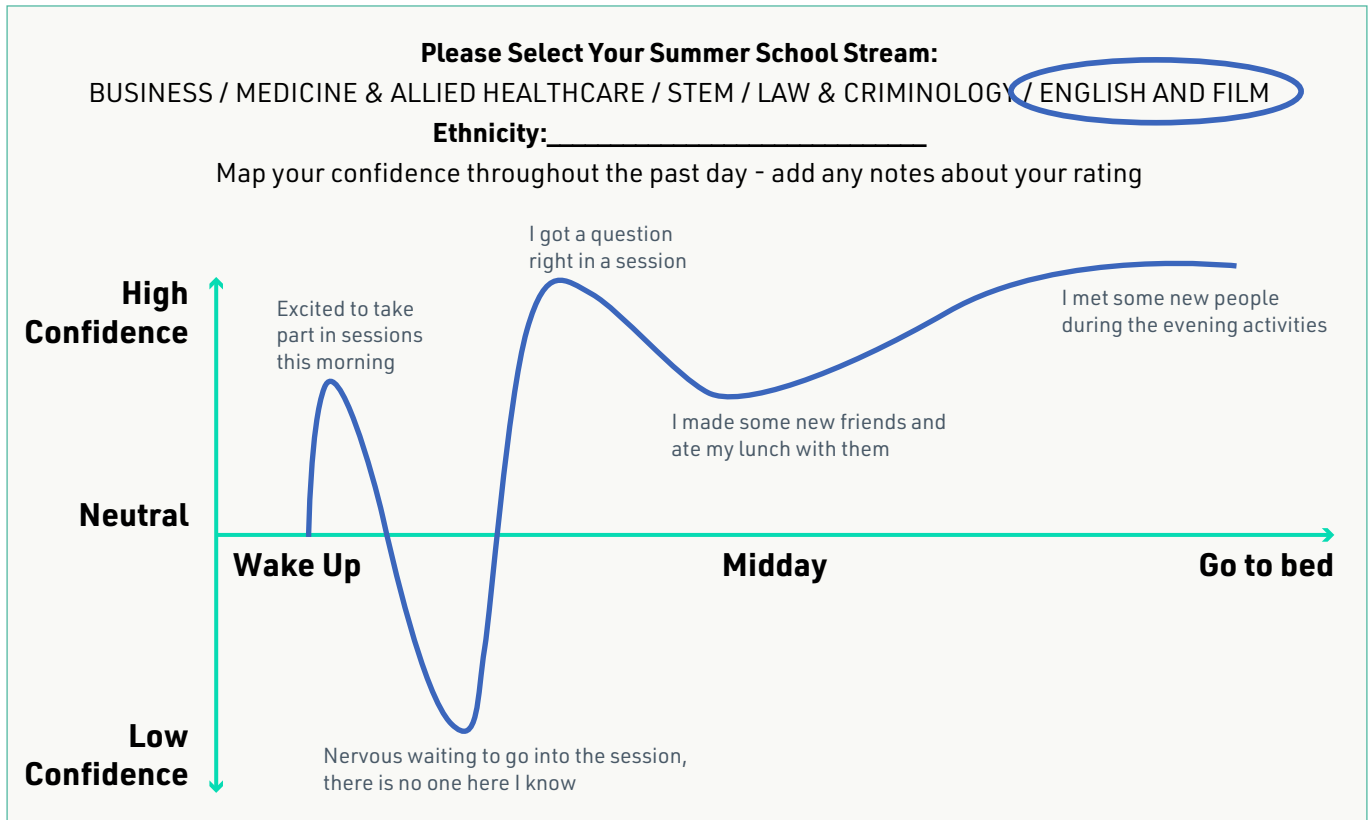 Please Select Your Summer School Stream:
BUSINESS / MEDICINE & ALLIED HEALTHCARE / STEM / LAW & CRIMINOLOGY / ENGLISH AND FILM
Ethnicity:______________________________
Map your confidence throughout the past day - add any notes about your rating
I got a question
right in a session
High
Confidence
Excited to take
part in sessions
this morning
I met some new people
during the evening activities
I made some new friends and
ate my lunch with them
Neutral
Wake Up
Midday
Go to bed
Low
Confidence
Nervous waiting to go into the session,
there is no one here I know